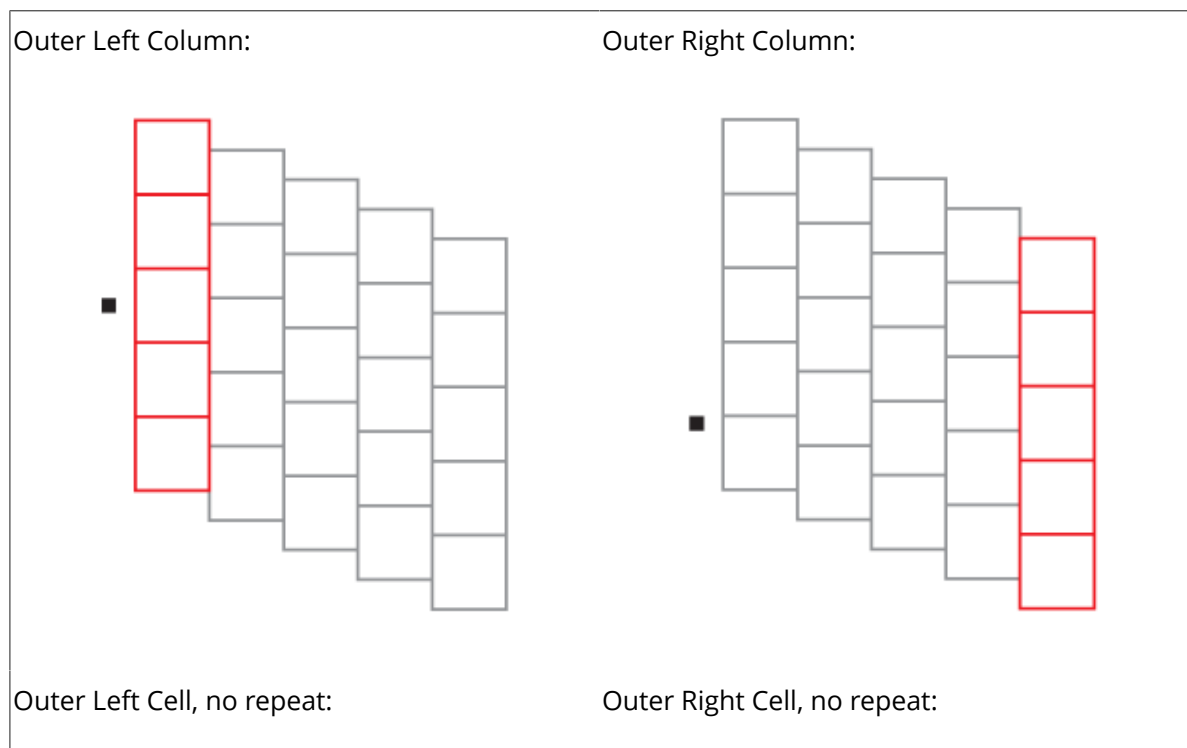 Outer Left Column:
Outer Right Column:
Outer Left Cell, no repeat:
Outer Right Cell, no repeat: